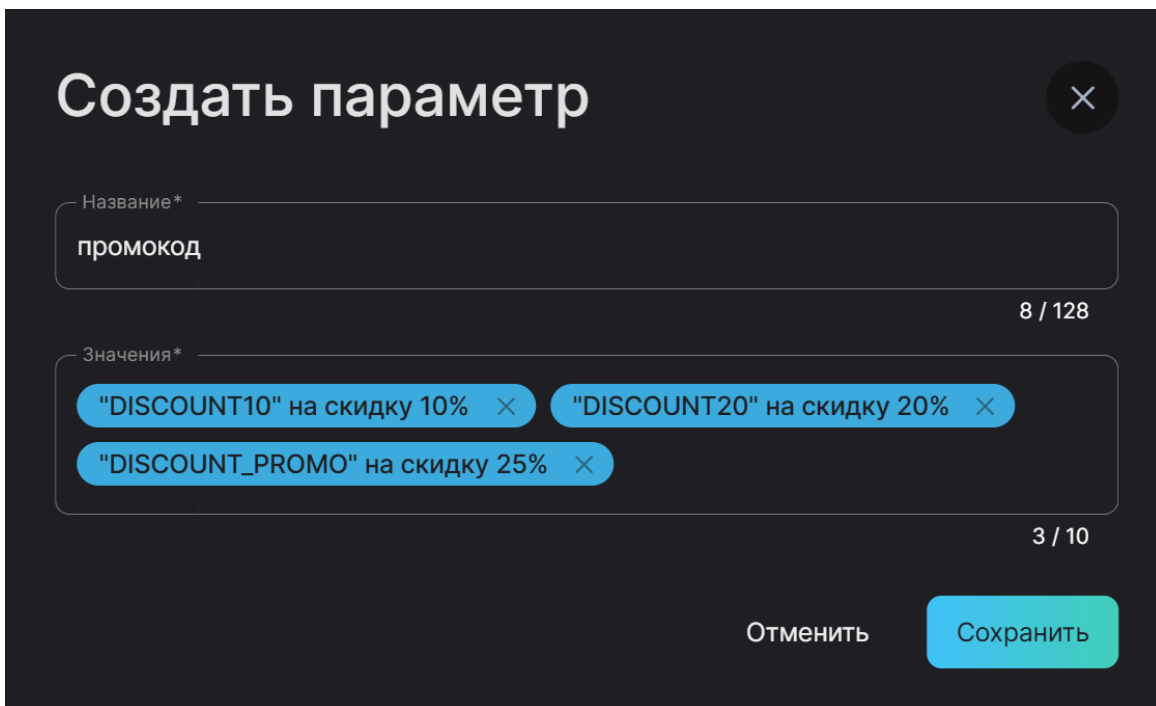 Создать параметр
Название*
промокод
8 / 128
Значения*
"DISCOUNT10" на скидку 10% "DISCOUNT20" на скидку 20%
"DISCOUNT_PROMO" на скидку 25%
3 / 10
Отменить Сохранить